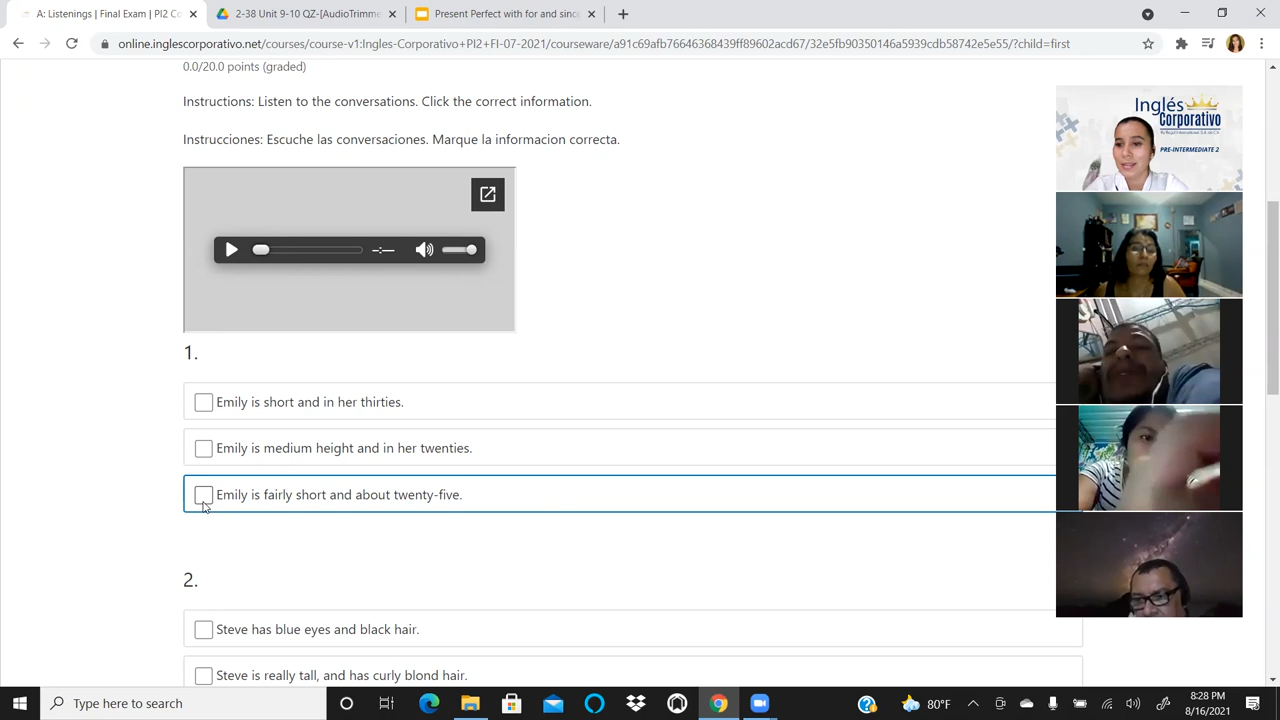 A: Listenings | Final Exam | PI2 Co
2-38 Unit 9-10 QZ-[AudioTrimme
Present Perfect with for and since
online.inglescorporativo.net/courses/course-v1:Ingles-Corporativo+PI2+FI-07-2021/courseware/a91c69afb76646368439ff89602acd67/32e5fb90350146a5939cdb58742e5e55/?child=first
0.0/20.0 points (graded)
Instructions: Listen to the conversations. Click the correct information.
Instrucciones: Escuche las conversaciones. Marque la informacion correcta.
Inglés
Corporativo
PRE-INTERMEDIATE 2
--:--
1.
Emily is short and in her thirties.
Emily is medium height and in her twenties.
Emily is fairly short and about twenty-five.
2.
Steve has blue eyes and black hair.
Steve is really tall, and has curly blond hair.
Type here to search
80°F
8:28 PM
8/16/2021